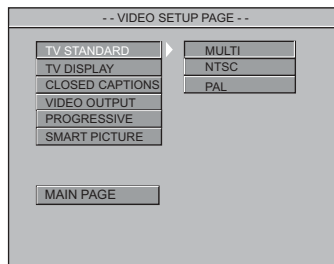 - - VIDEO SETUP PAGE - -
TV STANDARD
TV DISPLAY
CLOSED CAPTIONS
VIDEO OUTPUT
PROGRESSIVE
SMART PICTURE
MAIN PAGE
MULTI
NTSC
PAL